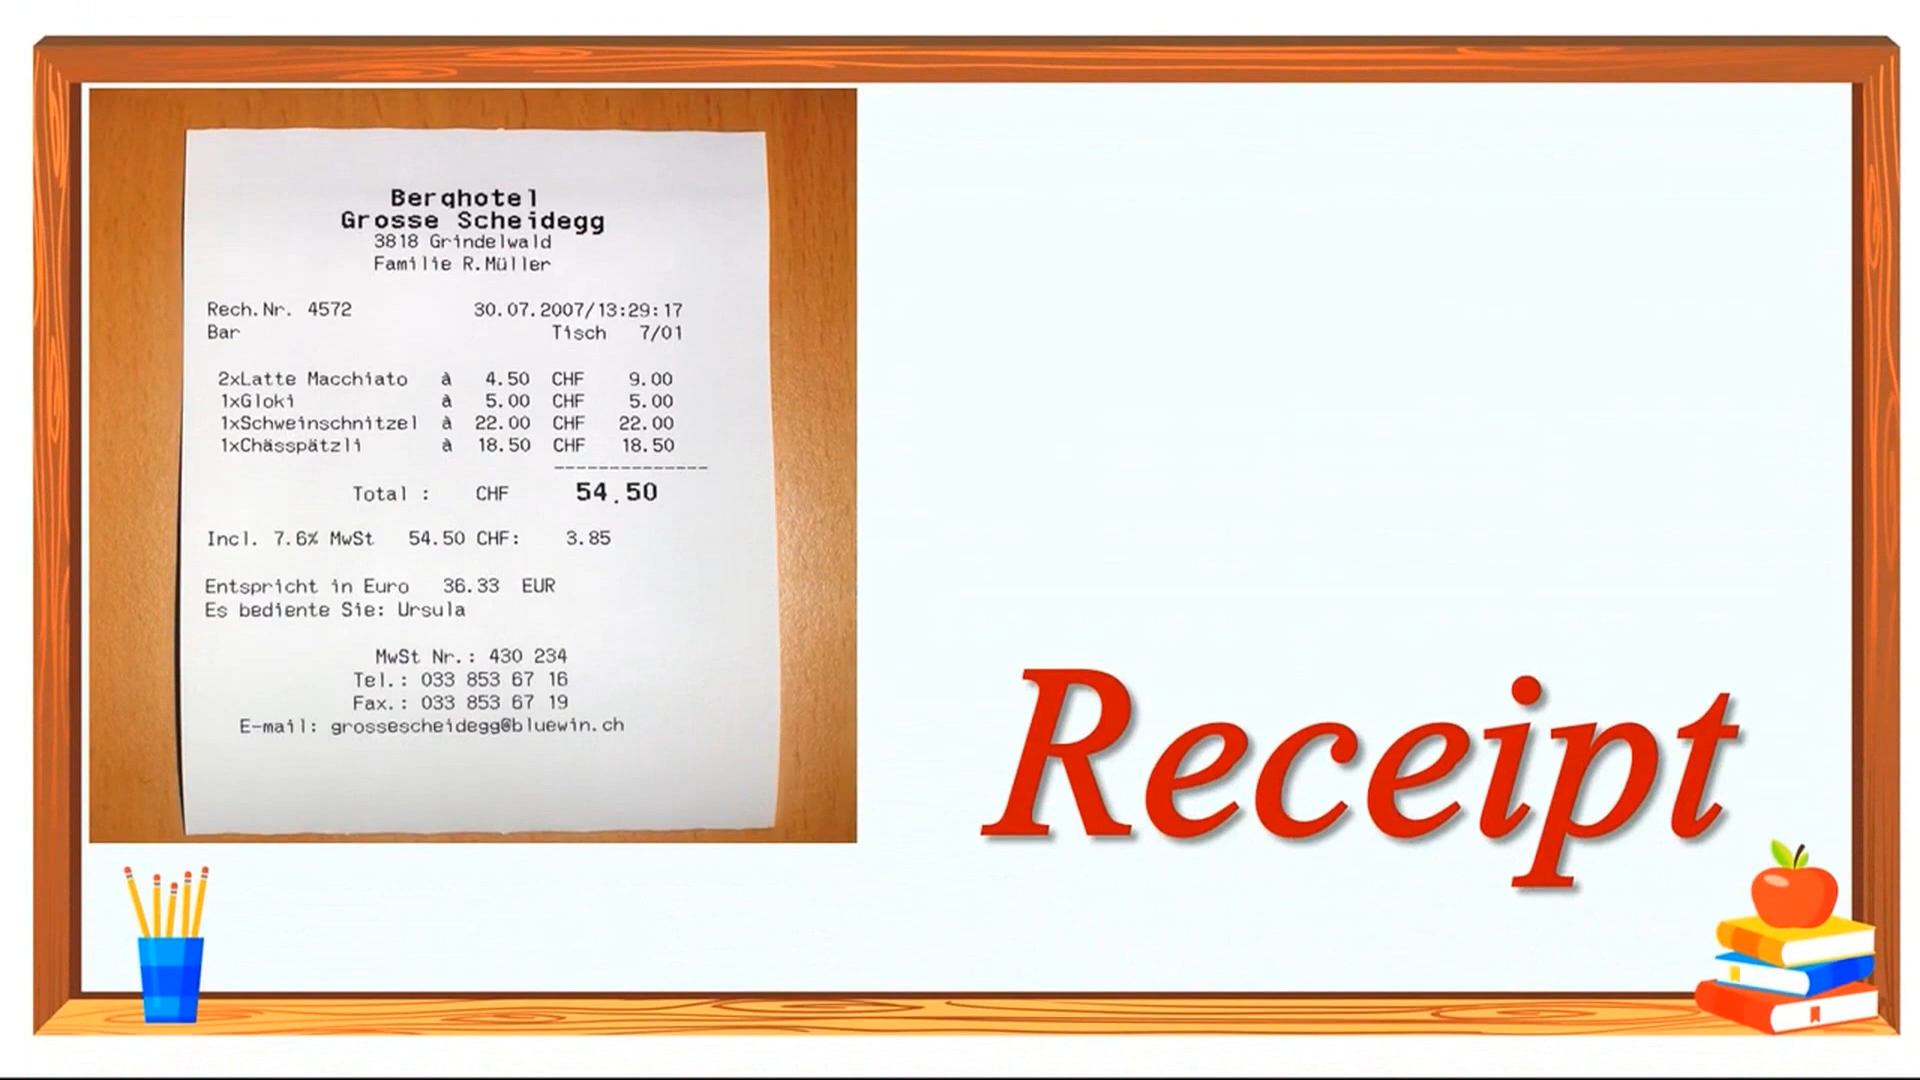 Berghotel
Grosse Scheidegg
3818 Grindelwald
Familie R.Müller
Rech.Nr. 4572 30.07.2007/13:29:17
Bar Tisch 7/01
2xLatte Macchiato à 4.50 CHF 9.00
1xGloki à 5.00 CHF 5.00
1xSchweinschnitzel à 22.00 CHF 22.00
1xChässpätzli à 18.50 CHF 18.50
---------------
Total : CHF 54.50
Incl. 7.6% MwSt 54.50 CHF: 3.85
Entspricht in Euro 36.33 EUR
Es bediente Sie: Ursula
MwSt Nr.: 430 234
Tel.: 033 853 67 16
Fax.: 033 853 67 19
E-mail: grossescheidegg@bluewin.ch
Receipt